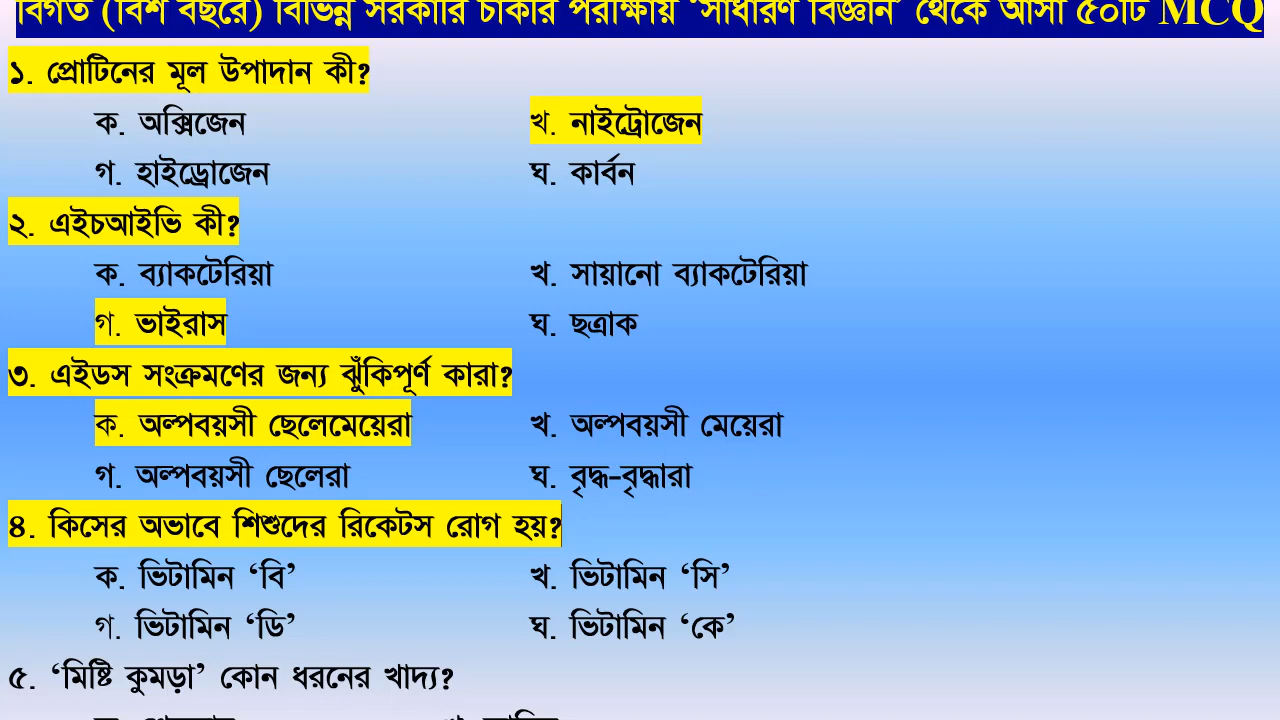 বিগত (বিশ বছরে) বিভিন্ন সরকারি চাকরি পরীক্ষায় ‘সাধারণ বিজ্ঞান’ থেকে আসা ৫০টি MCQ
১. প্রোটিনের মূল উপাদান কী?
ক. অক্সিজেন খ. নাইট্রোজেন
গ. হাইড্রোজেন ঘ. কার্বন
২. এইচআইভি কী?
ক. ব্যাকটেরিয়া খ. সায়ানো ব্যাকটেরিয়া
গ. ভাইরাস ঘ. ছত্রাক
৩. এইডস সংক্রমণের জন্য ঝুঁকিপূর্ণ কারা?
ক. অল্পবয়সী ছেলেমেয়েরা খ. অল্পবয়সী মেয়েরা
গ. অল্পবয়সী ছেলেরা ঘ. বৃদ্ধ-বৃদ্ধারা
৪. কিসের অভাবে শিশুদের রিকেটস রোগ হয়?
ক. ভিটামিন ‘বি’ খ. ভিটামিন ‘সি’
গ. ভিটামিন ‘ডি’ ঘ. ভিটামিন ‘কে’
৫. ‘মিষ্টি কুমড়া’ কোন ধরনের খাদ্য?